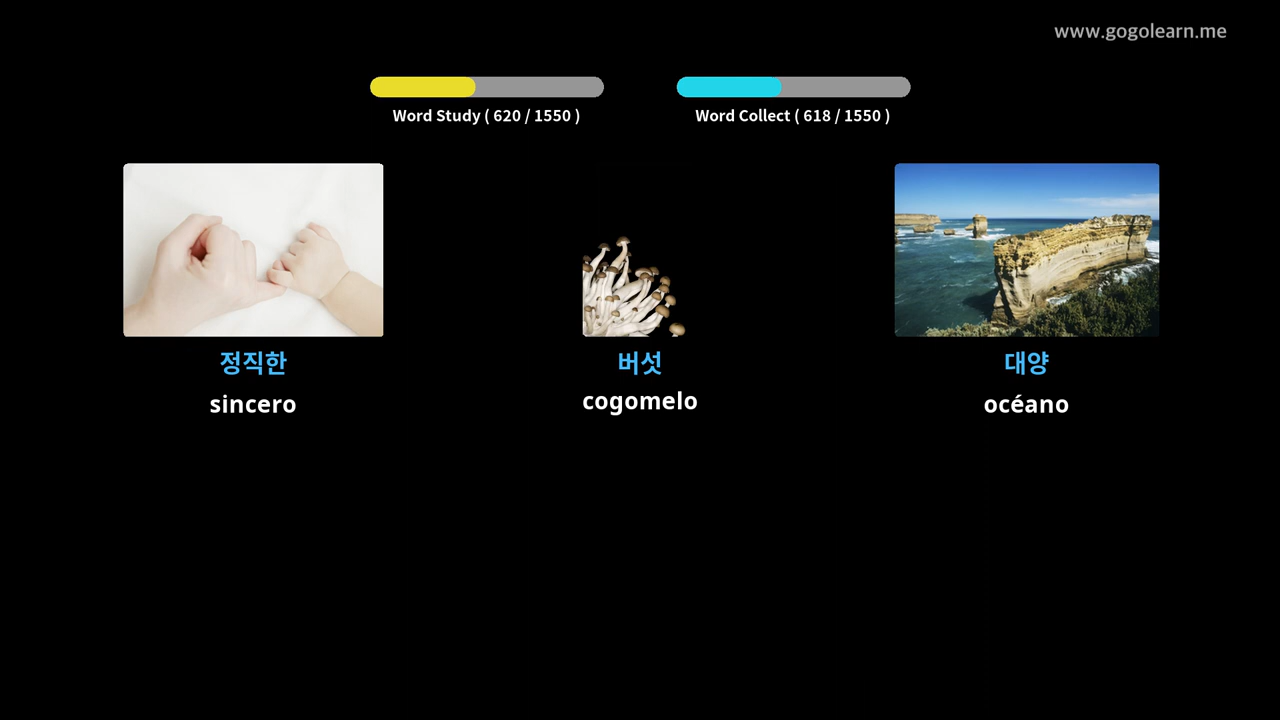 www.gogolearn.me
Word Study ( 620 / 1550 )
Word Collect ( 618 / 1550 )
정직한
버섯
대양
sincero
cogomelo
océano